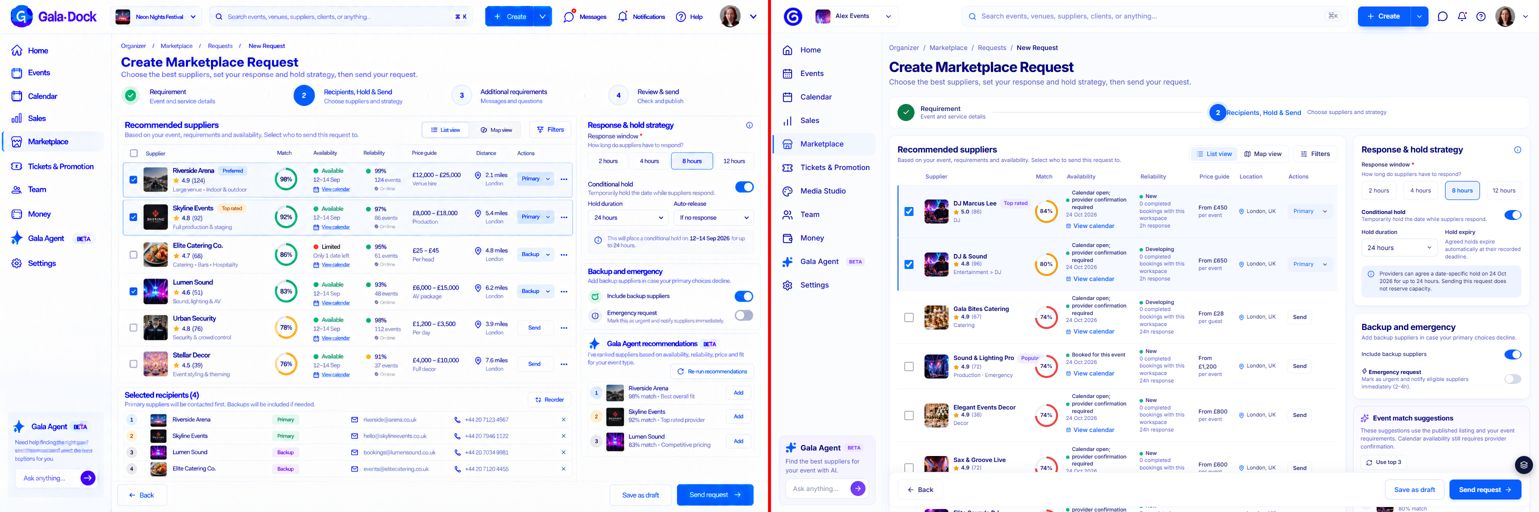 Gala-Dock
Neon Nights Festival
Search events, venues, suppliers, clients, or anything...
⌘ K
+ Create
Messages
Notifications
Help
Home
Events
Calendar
Sales
Marketplace
Tickets & Promotion
Team
Money
Gala Agent BETA
Settings
Gala Agent BETA
options for you
Ask anything...
Organizer / Marketplace / Requests / New Request
Create Marketplace Request
Choose the best suppliers, set your response and hold strategy, then send your request.
Requirement
Event and service details
2
Recipients, Hold & Send
Choose suppliers and strategy
3
Additional requirements
Messages and questions
4
Review & send
Check and publish
Recommended suppliers
Based on your event, requirements and availability. Select who to send this request to.
List view
Map view
Filters
Supplier Match Availability Reliability Price guide Distance Actions
Riverside Arena Preferred
4.9 (124)
Large venue • Indoor & outdoor
98%
Available
12–14 Sep
View calendar
99%
124 events
On-time
£12,000 – £25,000
Venue hire
2.1 miles
London
Primary
Skyline Events Top rated
4.8 (92)
Full production & staging
92%
Available
12–14 Sep
View calendar
97%
86 events
On-time
£8,000 – £18,000
Production
5.4 miles
London
Primary
Elite Catering Co.
4.7 (68)
Catering • Bars • Hospitality
86%
Limited
Only 1 date left
View calendar
95%
61 events
On-time
£25 – £45
Per head
4.8 miles
London
Backup
Lumen Sound
4.6 (51)
Sound, lighting & AV
83%
Available
12–14 Sep
View calendar
93%
48 events
On-time
£6,000 – £15,000
AV package
6.2 miles
London
Backup
Urban Security
4.8 (76)
Security & crowd control
78%
Available
12–14 Sep
View calendar
98%
112 events
On-time
£1,200 – £3,500
Per day
3.9 miles
London
Send
Stellar Decor
4.5 (39)
Event styling & theming
76%
Available
12–14 Sep
View calendar
91%
37 events
On-time
£4,000 – £10,000
Full decor
7.6 miles
London
Send
Selected recipients (4)
Primary suppliers will be contacted first. Backups will be included if needed.
Reorder
1 Riverside Arena Primary riverside@arena.co.uk +44 20 7123 4567 ×
2 Skyline Events Primary hello@skylinevents.co.uk +44 20 7946 1122 ×
3 Lumen Sound Backup bookings@lumensound.co.uk +44 20 7034 9981 ×
4 Elite Catering Co. Backup events@elitecatering.co.uk +44 20 7120 4455 ×
← Back
Save as draft
Send request →
Response & hold strategy
Response window *
How long do suppliers have to respond?
2 hours
4 hours
8 hours
12 hours
Conditional hold
Temporarily hold the date while suppliers respond.
Hold duration
Auto-release
24 hours
If no response
This will place a conditional hold on 12–14 Sep 2026 for up
to 24 hours.
Backup and emergency
Add backup suppliers in case your primary choices decline.
Include backup suppliers
Emergency request
Mark this as urgent and notify suppliers immediately.
Gala Agent recommendations BETA
I've ranked suppliers based on availability, reliability, price and fit
for your event type.
Re-run recommendations
1 Riverside Arena
98% match • Best overall fit
Add
2 Skyline Events
92% match • Top rated provider
Add
3 Lumen Sound
83% match • Competitive pricing
Add
Alex Events
Search events, venues, suppliers, clients, or anything...
⌘K
+ Create
Home
Events
Calendar
Sales
Marketplace
Tickets & Promotion
Media Studio
Team
Money
Gala Agent BETA
Settings
Gala Agent BETA
Find the best suppliers for
your event with AI.
Ask anything...
Organizer / Marketplace / Requests / New Request
Create Marketplace Request
Choose the best suppliers, set your response and hold strategy, then send your request.
Requirement
Event and service details
2 Recipients, Hold & Send
Choose suppliers and strategy
Recommended suppliers
Based on your event, requirements and availability. Select who to send this request to.
List view
Map view
Filters
Supplier Match Availability Reliability Price guide Location Actions
DJ Marcus Lee Top rated
5.0 (86)
DJ
84%
Calendar open;
provider confirmation
required
24 Oct 2026
View calendar
New
0 completed
bookings with this
workspace
2h response
From £450
per event
London, UK
Primary
DJ & Sound
4.8 (96)
Entertainment > DJ
80%
Calendar open;
provider confirmation
required
24 Oct 2026
View calendar
Developing
0 completed
bookings with this
workspace
2h response
From £650
per event
London, UK
Primary
Gala Bites Catering
4.9 (67)
Catering
74%
Calendar open;
provider confirmation
required
24 Oct 2026
View calendar
Developing
0 completed
bookings with this
workspace
24h response
From £28
per guest
London, UK
Send
Sound & Lighting Pro Popular
4.9 (72)
Production · Emergency
74%
Booked for this event
24 Oct 2026
View calendar
New
0 completed
bookings with this
workspace
24h response
From
£1,200
per event
London, UK
Send
Elegant Events Decor
4.9 (38)
Decor
74%
Calendar open;
provider confirmation
required
24 Oct 2026
View calendar
New
0 completed
bookings with this
workspace
24h response
From £800
per event
London, UK
Send
Sax & Groove Live
4.9 (72)
74%
Calendar open;
provider confirmation
required
New
0 completed
bookings with this
From £600
per event
London, UK
Send
← Back
Save as draft
Send request →
Response & hold strategy
Response window *
How long do suppliers have to respond?
2 hours
4 hours
8 hours
12 hours
Conditional hold
Temporarily hold the date while suppliers respond.
Hold duration
Hold expiry
24 hours
Agreed holds expire
automatically at their recorded
deadline.
Providers can agree a date-specific hold on 24 Oct
2026 for up to 24 hours. Sending this request does
not reserve capacity.
Backup and emergency
Add backup suppliers in case your primary choices decline.
Include backup suppliers
Emergency request
Mark as urgent and notify eligible suppliers
immediately (2–4h).
Event match suggestions
These suggestions use the published listing and your event
requirements. Calendar availability still requires provider
confirmation.
Use top 3
80% match